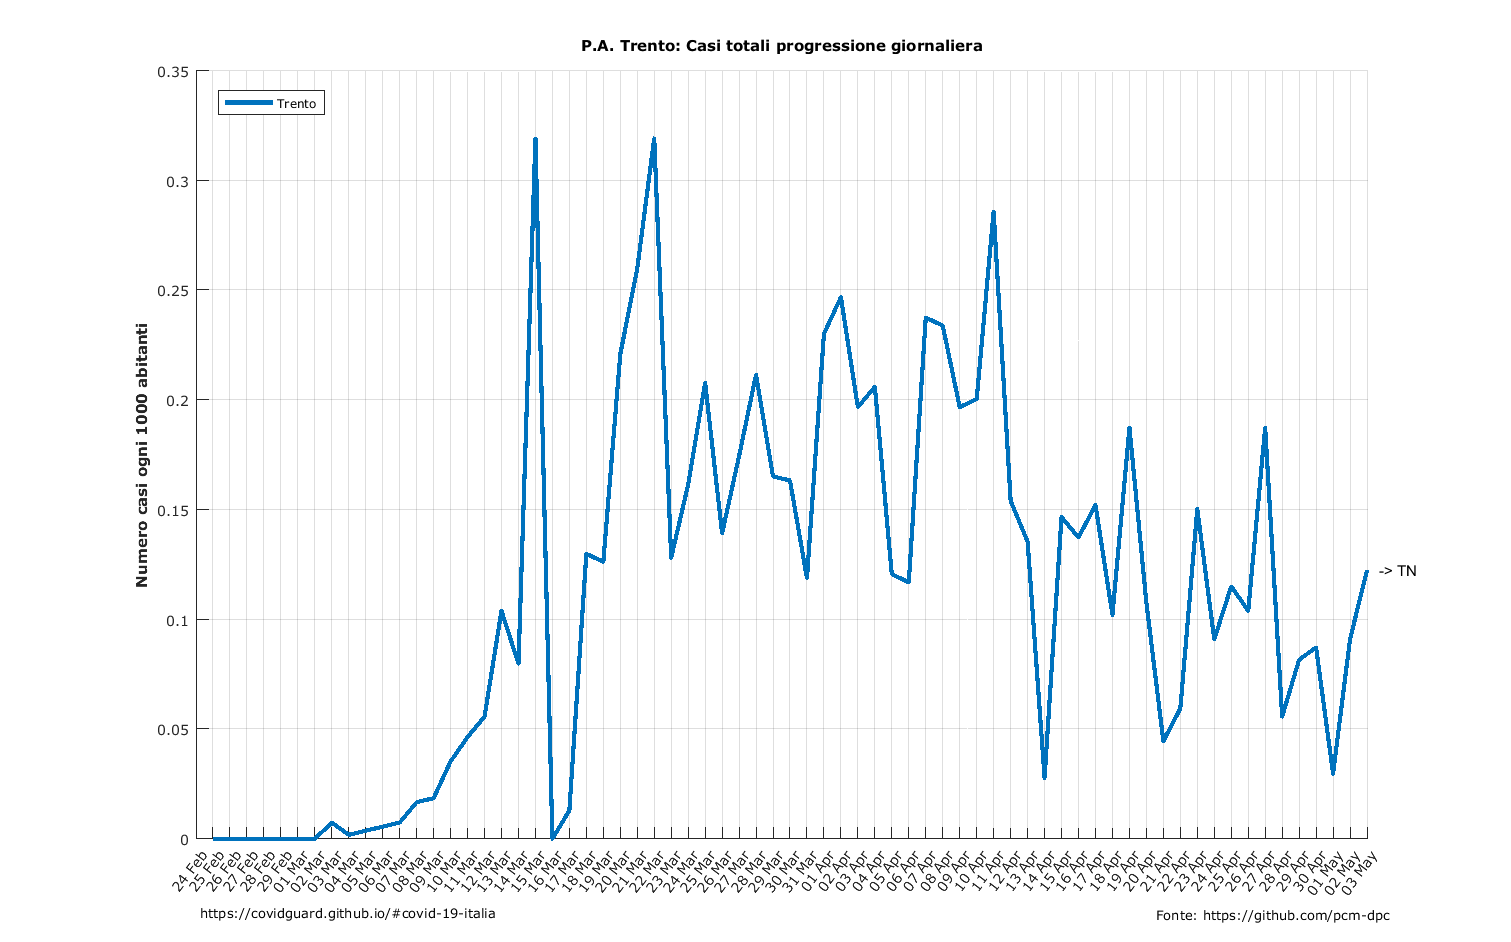 P.A. Trento: Casi totali progressione giornaliera
0.35
0.3
0.25
0.2
0.15
0.1
0.05
0
Numero casi ogni 1000 abitanti
Trento
-> TN
24 Feb
25 Feb
26 Feb
27 Feb
28 Feb
29 Feb
01 Mar
02 Mar
03 Mar
04 Mar
05 Mar
06 Mar
07 Mar
08 Mar
09 Mar
10 Mar
11 Mar
12 Mar
13 Mar
14 Mar
15 Mar
16 Mar
17 Mar
18 Mar
19 Mar
20 Mar
21 Mar
22 Mar
23 Mar
24 Mar
25 Mar
26 Mar
27 Mar
28 Mar
29 Mar
30 Mar
31 Mar
01 Apr
02 Apr
03 Apr
04 Apr
05 Apr
06 Apr
07 Apr
08 Apr
09 Apr
10 Apr
11 Apr
12 Apr
13 Apr
14 Apr
15 Apr
16 Apr
17 Apr
18 Apr
19 Apr
20 Apr
21 Apr
22 Apr
23 Apr
24 Apr
25 Apr
26 Apr
27 Apr
28 Apr
29 Apr
30 Apr
01 May
02 May
03 May
https://covidguard.github.io/#covid-19-italia
Fonte: https://github.com/pcm-dpc